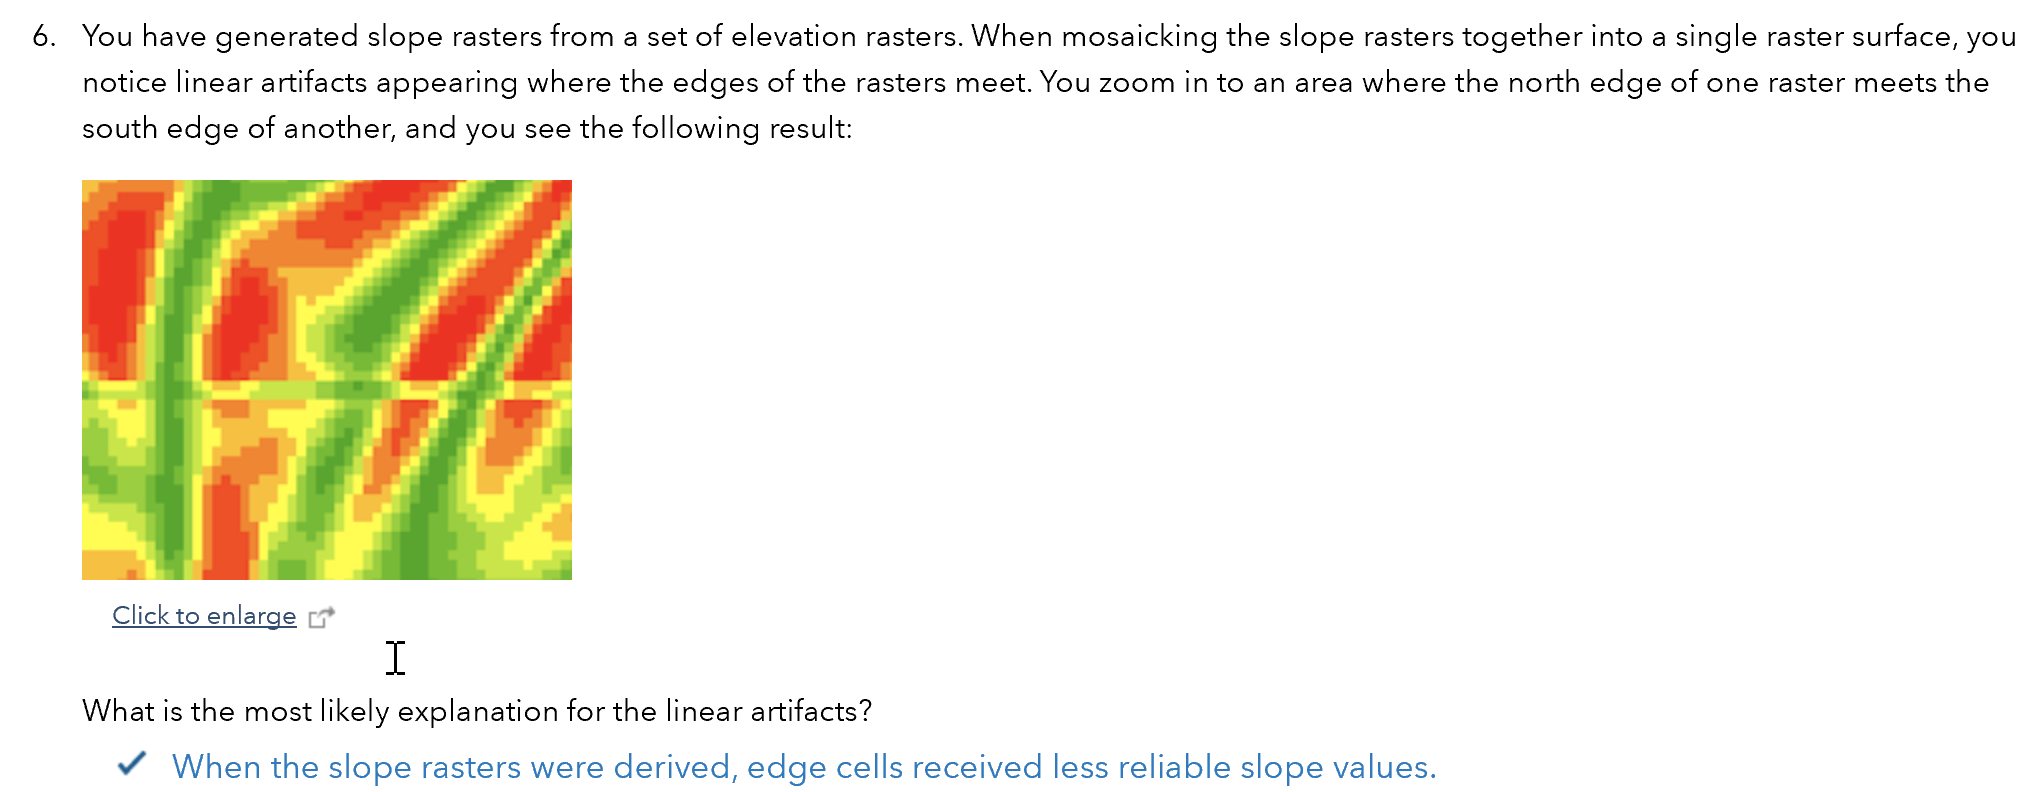 6. You have generated slope rasters from a set of elevation rasters. When mosaicking the slope rasters together into a single raster surface, you
notice linear artifacts appearing where the edges of the rasters meet. You zoom in to an area where the north edge of one raster meets the
south edge of another, and you see the following result:
Click to enlarge
What is the most likely explanation for the linear artifacts?
When the slope rasters were derived, edge cells received less reliable slope values.